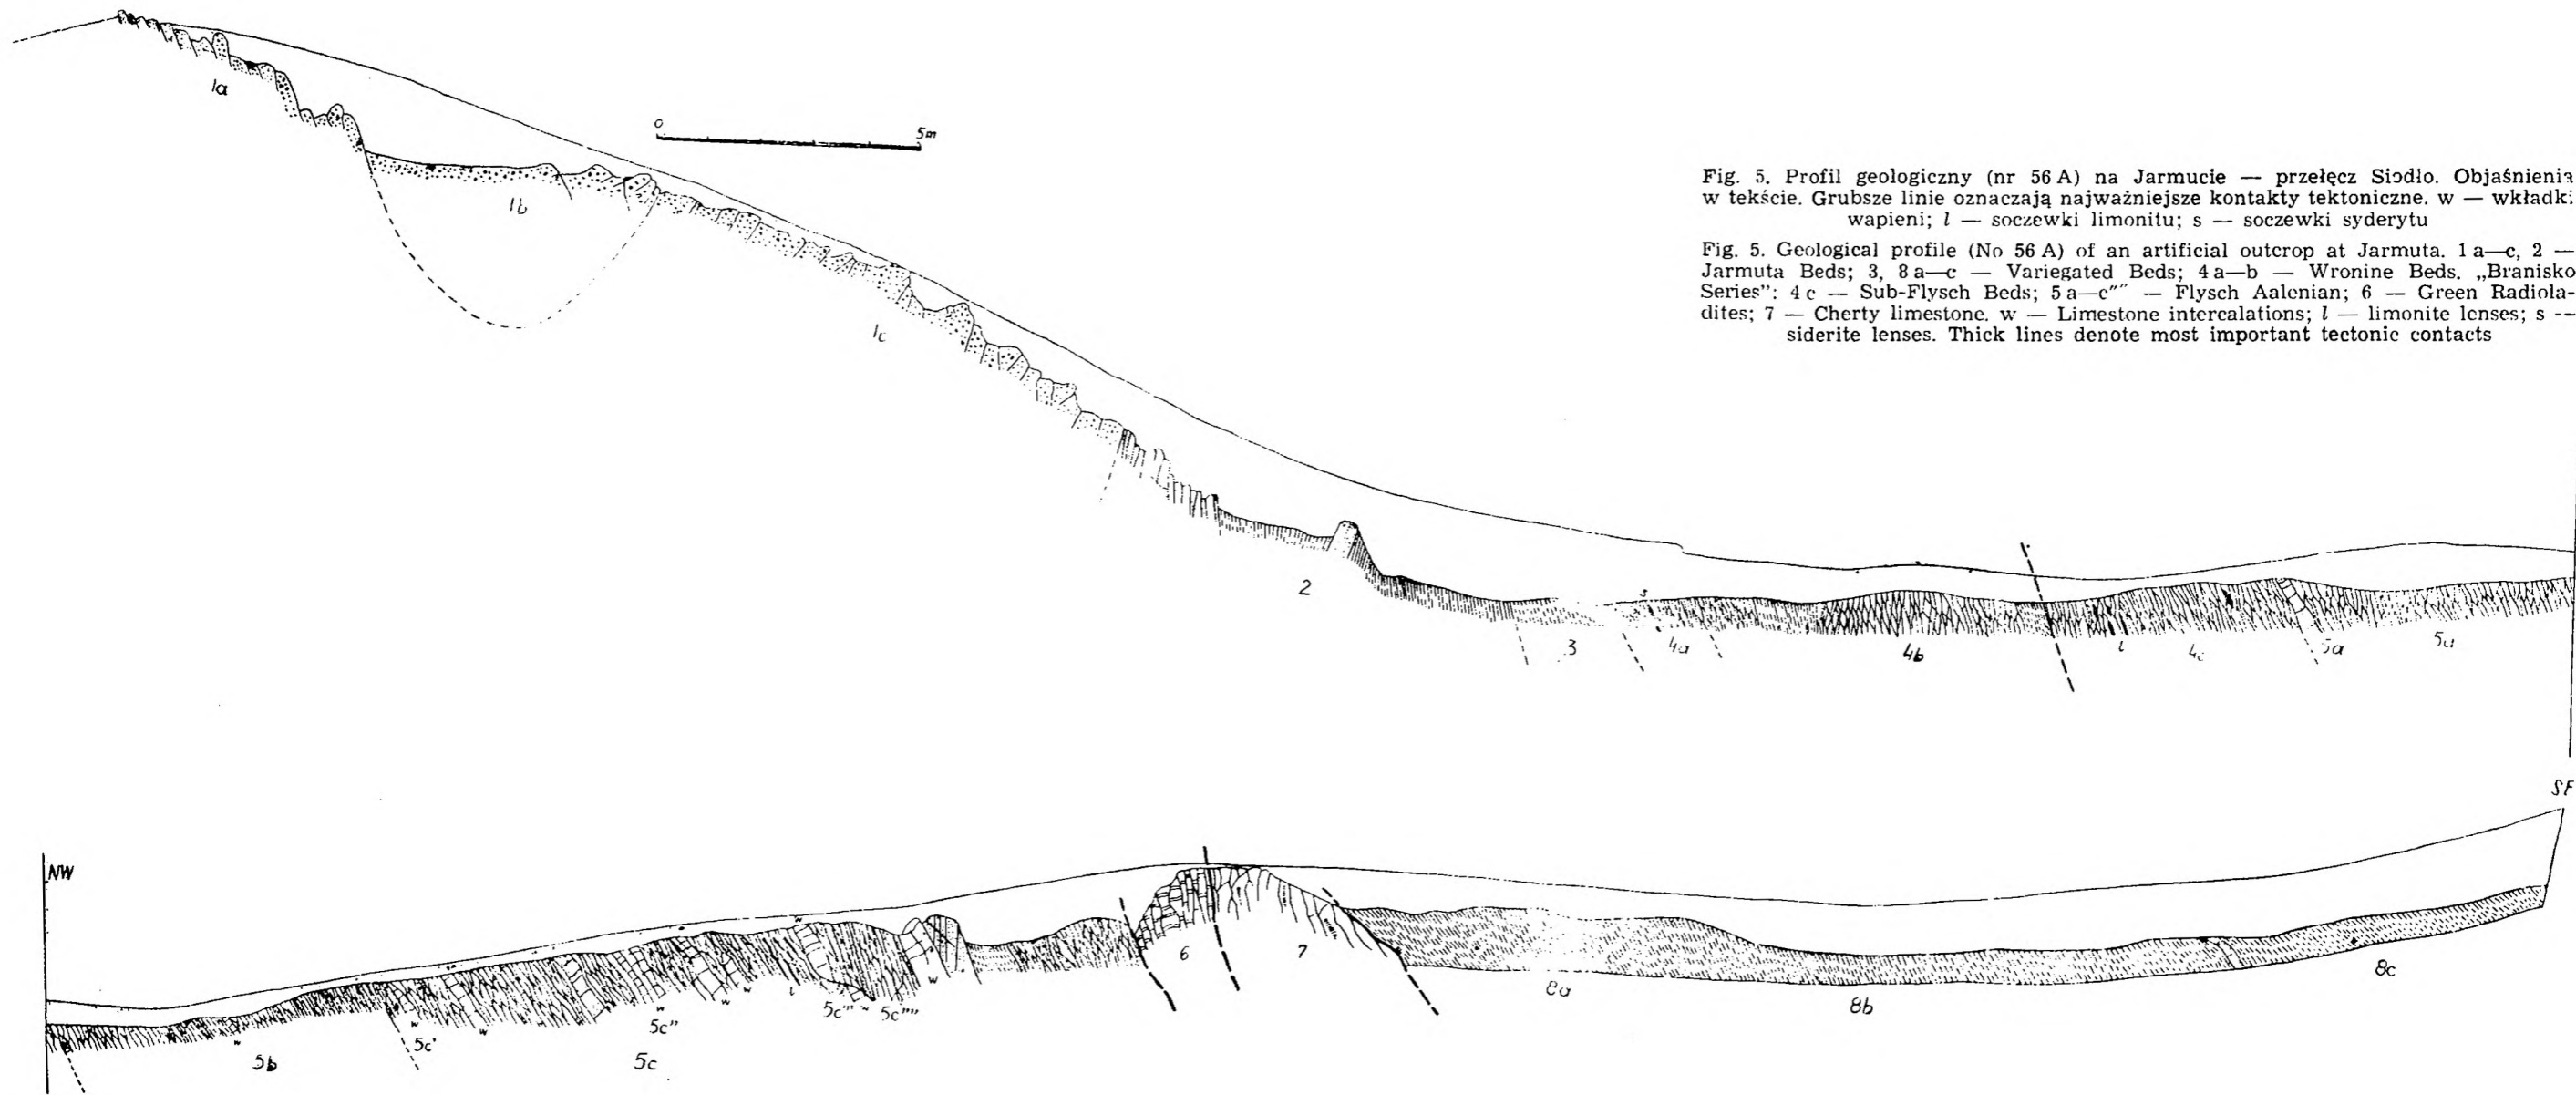 1a
1b
0 5m
1c
2
3
s
4a
4b
l
4c
5a
5a
Fig. 5. Profil geologiczny (nr 56 A) na Jarmucie — przełęcz Siodło. Objaśnienia
w tekście. Grubsze linie oznaczają najważniejsze kontakty tektoniczne. w — wkładki
wapieni; l — soczewki limonitu; s — soczewki syderytu
Fig. 5. Geological profile (No 56 A) of an artificial outcrop at Jarmuta. 1 a—c, 2 —
Jarmuta Beds; 3, 8 a—c — Variegated Beds; 4 a—b — Wronine Beds. „Branisko
Series": 4 c — Sub-Flysch Beds; 5 a—c"" — Flysch Aalenian; 6 — Green Radiola-
dites; 7 — Cherty limestone. w — Limestone intercalations; l — limonite lenses; s --
siderite lenses. Thick lines denote most important tectonic contacts
NW
SE
w
5b
w
5c'
w
w
5c"
5c
w
w
l
w
5c'''
w
5c""
w
6
7
8a
8b
8c